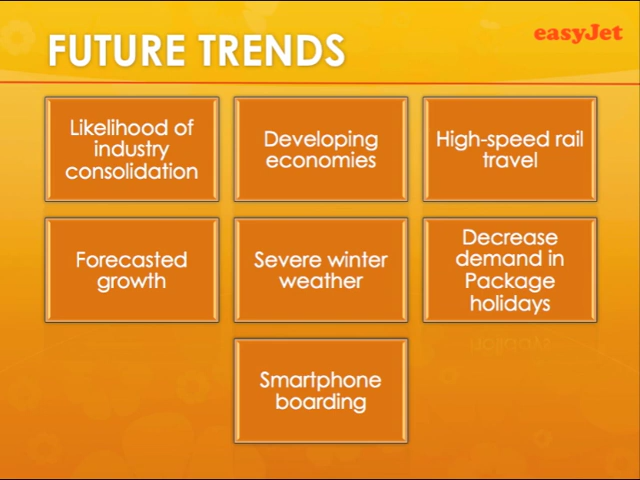 FUTURE TRENDS
easyJet
Likelihood of
industry
consolidation
Developing
economies
High-speed rail
travel
Forecasted
growth
Severe winter
weather
Decrease
demand in
Package
holidays
Smartphone
boarding